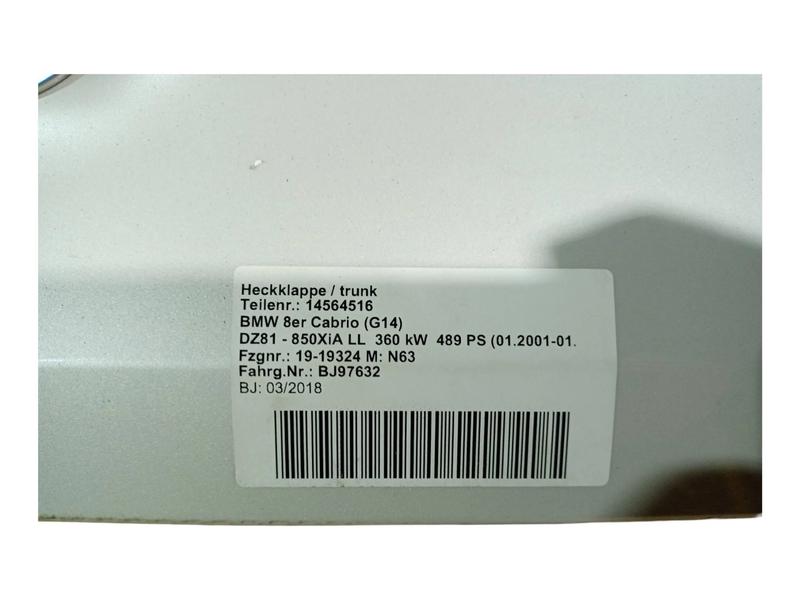 Heckklappe / trunk
Teilenr.: 14564516
BMW 8er Cabrio (G14)
DZ81 - 850XiA LL 360 kW 489 PS (01.2001-01.
Fzgnr.: 19-19324 M: N63
Fahrg.Nr.: BJ97632
BJ: 03/2018